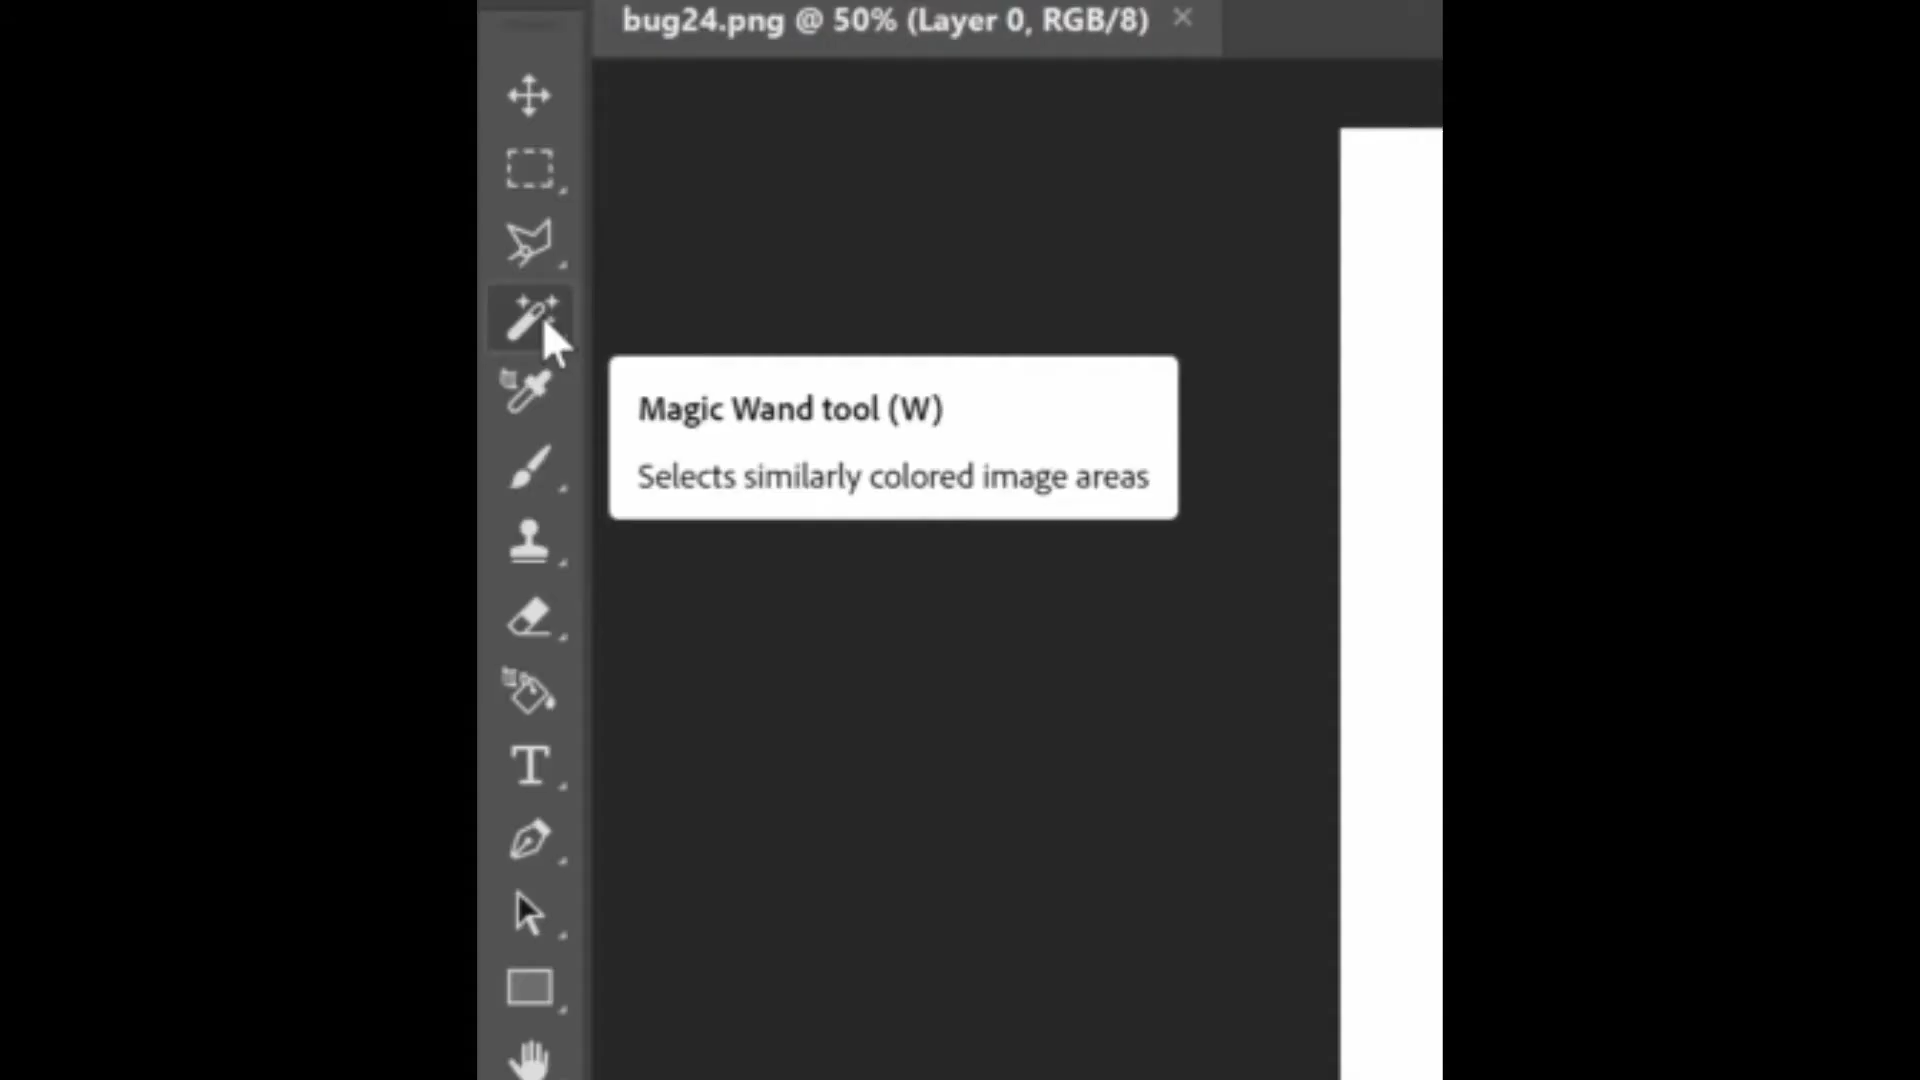 bug24.png @ 50% (Layer 0, RGB/8) ×
Magic Wand tool (W)
Selects similarly colored image areas